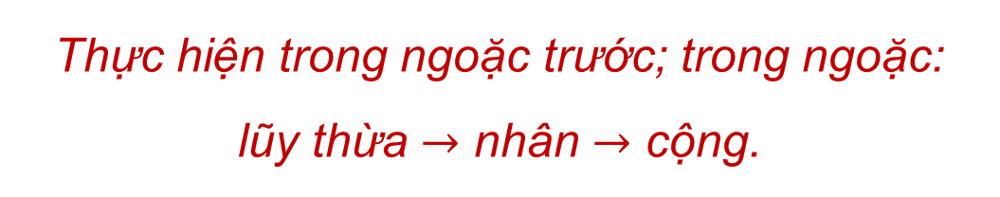 Thực hiện trong ngoặc trước; trong ngoặc:
lũy thừa → nhân → cộng.